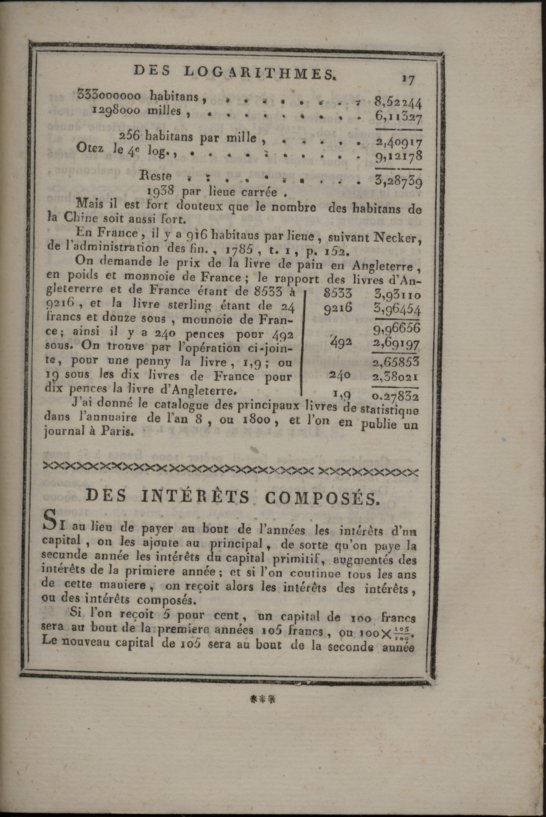 DES LOGARITHMES. 17
333000000 habitans, . . . . . . . . 8,52244
1298000 milles, . . . . . . . . . 6,11327
256 habitans par mille, . . . . . 2,40917
Otez le 4e log., . . . . . . . . . 9,12178
Reste . . . . . . . . . 3,28739
1938 par lieue carrée .
Mais il est fort douteux que le nombre des habitans de
la Chine soit aussi fort.
En France, il y a 916 habitans par liene, suivant Necker,
de l'administration des fin., 1785, t. 1, p. 152.
On demande le prix de la livre de pain en Angleterre,
en poids et monnoie de France; le rapport des livres d'An-
gletererre et de France étant de 8533 à 8533 3,93110
9216, et la livre sterling étant de 24 9216 3,96454
francs et donze sous, monnoie de Fran- 9,96656
ce; ainsi il y a 240 pences pour 492 492 2,69197
sous. On trouve par l'opération ci-join- 2,65853
te, pour une penny la livre, 1,9; ou
19 sous les dix livres de France pour 240 2,38021
dix pences la livre d'Angleterre. 1,9 0.27832
J'ai donné le catalogue des principaux livres de statistique
dans l'annuaire de l'an 8, ou 1800, et l'on en publie un
journal à Paris.
DES INTÉRÊTS COMPOSÉS.
SI au lieu de payer au bout de l'années les intérêts d'un
capital, on les ajoute au principal, de sorte qu'on paye la
secunde année les intérêts du capital primitif, augmentés des
intérêts de la primiere année; et si l'on continue tous les ans
de cette maniere, on reçoit alors les intérêts des intérêts,
ou des intérêts composés.
Si l'on reçoit 5 pour cent, un capital de 100 francs
sera au bout de la premiere années 105 francs, ou 100×105/100.
Le nouveau capital de 105 sera au bout de la seconde année
***